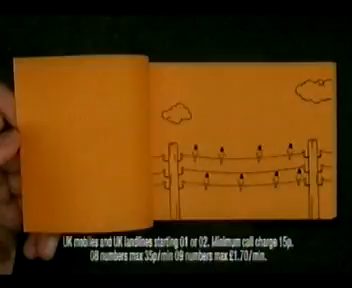 UK mobiles and UK landlines starting 01 or 02. Minimum call charge 15p.
08 numbers max 35p/min 09 numbers max £1.70/min.